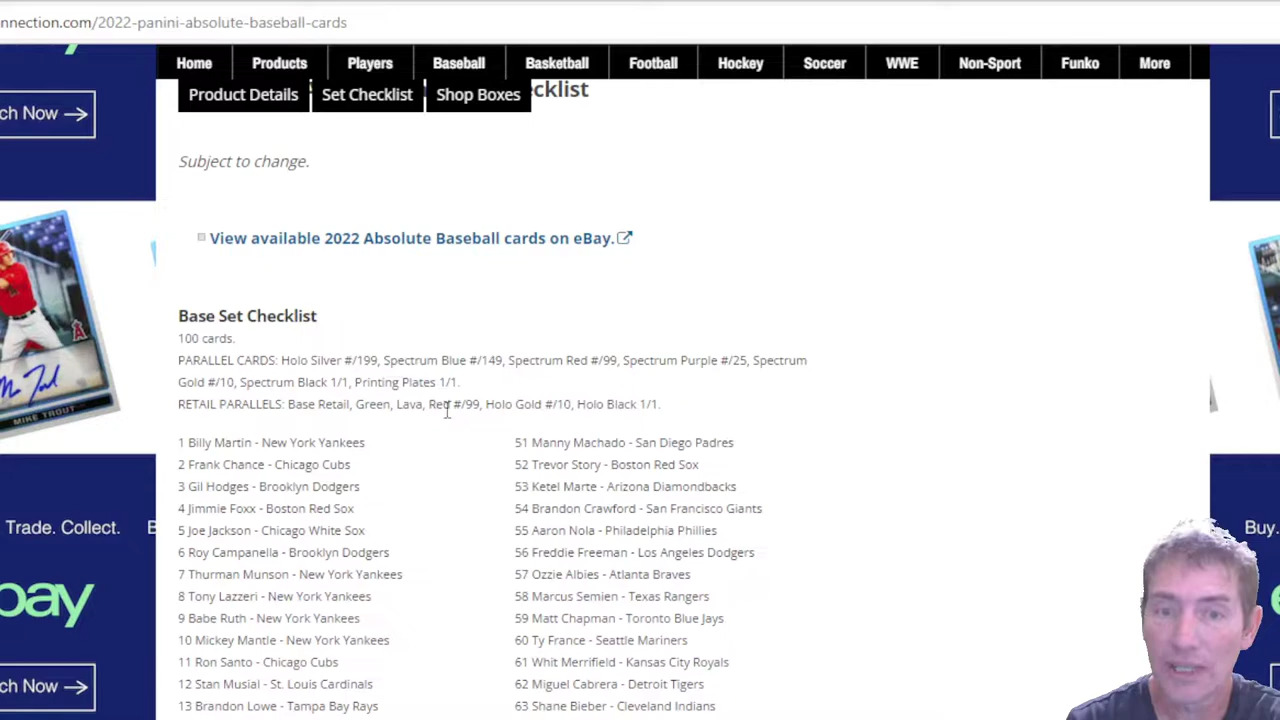 nnection.com/2022-panini-absolute-baseball-cards
Home Products Players Baseball Basketball Football Hockey Soccer WWE Non-Sport Funko More
Product Details Set Checklist Shop Boxes cklist
ch Now →
Subject to change.
View available 2022 Absolute Baseball cards on eBay.
MIKE TROUT
Base Set Checklist
100 cards.
PARALLEL CARDS: Holo Silver #/199, Spectrum Blue #/149, Spectrum Red #/99, Spectrum Purple #/25, Spectrum
Gold #/10, Spectrum Black 1/1, Printing Plates 1/1.
RETAIL PARALLELS: Base Retail, Green, Lava, Red #/99, Holo Gold #/10, Holo Black 1/1.
1 Billy Martin - New York Yankees
2 Frank Chance - Chicago Cubs
3 Gil Hodges - Brooklyn Dodgers
4 Jimmie Foxx - Boston Red Sox
5 Joe Jackson - Chicago White Sox
6 Roy Campanella - Brooklyn Dodgers
7 Thurman Munson - New York Yankees
8 Tony Lazzeri - New York Yankees
9 Babe Ruth - New York Yankees
10 Mickey Mantle - New York Yankees
11 Ron Santo - Chicago Cubs
12 Stan Musial - St. Louis Cardinals
13 Brandon Lowe - Tampa Bay Rays
51 Manny Machado - San Diego Padres
52 Trevor Story - Boston Red Sox
53 Ketel Marte - Arizona Diamondbacks
54 Brandon Crawford - San Francisco Giants
55 Aaron Nola - Philadelphia Phillies
56 Freddie Freeman - Los Angeles Dodgers
57 Ozzie Albies - Atlanta Braves
58 Marcus Semien - Texas Rangers
59 Matt Chapman - Toronto Blue Jays
60 Ty France - Seattle Mariners
61 Whit Merrifield - Kansas City Royals
62 Miguel Cabrera - Detroit Tigers
63 Shane Bieber - Cleveland Indians
Trade. Collect. B
bay
ch Now →
Buy.